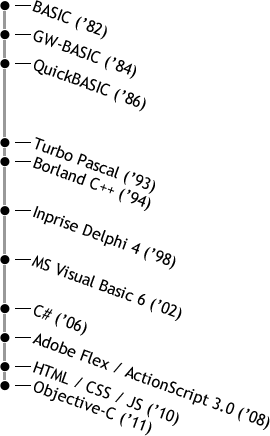 BASIC (’82)
GW-BASIC (’84)
QuickBASIC (’86)
Turbo Pascal (’93)
Borland C++ (’94)
Inprise Delphi 4 (’98)
MS Visual Basic 6 (’02)
C# (’06)
Adobe Flex / ActionScript 3.0 (’08)
HTML / CSS / JS (’10)
Objective-C (’11)